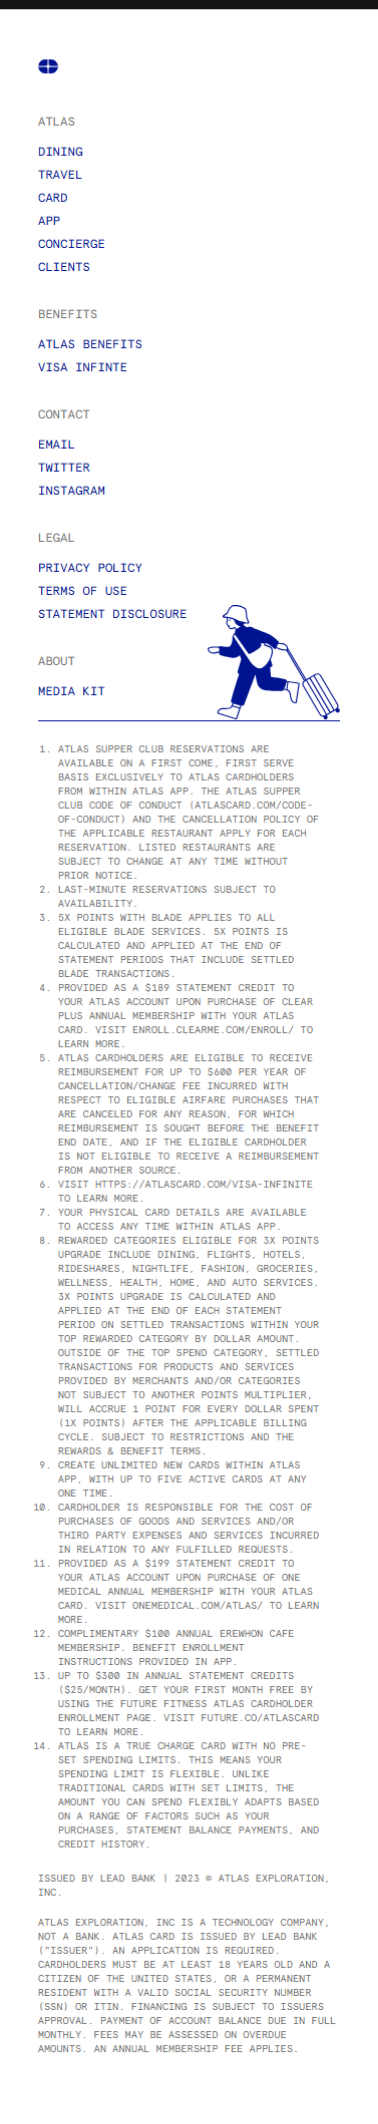 ATLAS
DINING
TRAVEL
CARD
APP
CONCIERGE
CLIENTS
BENEFITS
ATLAS BENEFITS
VISA INFINTE
CONTACT
EMAIL
TWITTER
INSTAGRAM
LEGAL
PRIVACY POLICY
TERMS OF USE
STATEMENT DISCLOSURE
ABOUT
MEDIA KIT
1. ATLAS SUPPER CLUB RESERVATIONS ARE
AVAILABLE ON A FIRST COME, FIRST SERVE
BASIS EXCLUSIVELY TO ATLAS CARDHOLDERS
FROM WITHIN ATLAS APP. THE ATLAS SUPPER
CLUB CODE OF CONDUCT (ATLASCARD.COM/CODE-
OF-CONDUCT) AND THE CANCELLATION POLICY OF
THE APPLICABLE RESTAURANT APPLY FOR EACH
RESERVATION. LISTED RESTAURANTS ARE
SUBJECT TO CHANGE AT ANY TIME WITHOUT
PRIOR NOTICE.
2. LAST-MINUTE RESERVATIONS SUBJECT TO
AVAILABILITY.
3. 5X POINTS WITH BLADE APPLIES TO ALL
ELIGIBLE BLADE SERVICES. 5X POINTS IS
CALCULATED AND APPLIED AT THE END OF
STATEMENT PERIODS THAT INCLUDE SETTLED
BLADE TRANSACTIONS.
4. PROVIDED AS A $189 STATEMENT CREDIT TO
YOUR ATLAS ACCOUNT UPON PURCHASE OF CLEAR
PLUS ANNUAL MEMBERSHIP WITH YOUR ATLAS
CARD. VISIT ENROLL.CLEARME.COM/ENROLL/ TO
LEARN MORE.
5. ATLAS CARDHOLDERS ARE ELIGIBLE TO RECEIVE
REIMBURSEMENT FOR UP TO $600 PER YEAR OF
CANCELLATION/CHANGE FEE INCURRED WITH
RESPECT TO ELIGIBLE AIRFARE PURCHASES THAT
ARE CANCELED FOR ANY REASON, FOR WHICH
REIMBURSEMENT IS SOUGHT BEFORE THE BENEFIT
END DATE, AND IF THE ELIGIBLE CARDHOLDER
IS NOT ELIGIBLE TO RECEIVE A REIMBURSEMENT
FROM ANOTHER SOURCE.
6. VISIT HTTPS://ATLASCARD.COM/VISA-INFINITE
TO LEARN MORE.
7. YOUR PHYSICAL CARD DETAILS ARE AVAILABLE
TO ACCESS ANY TIME WITHIN ATLAS APP.
8. REWARDED CATEGORIES ELIGIBLE FOR 3X POINTS
UPGRADE INCLUDE DINING, FLIGHTS, HOTELS,
RIDESHARES, NIGHTLIFE, FASHION, GROCERIES,
WELLNESS, HEALTH, HOME, AND AUTO SERVICES.
3X POINTS UPGRADE IS CALCULATED AND
APPLIED AT THE END OF EACH STATEMENT
PERIOD ON SETTLED TRANSACTIONS WITHIN YOUR
TOP REWARDED CATEGORY BY DOLLAR AMOUNT.
OUTSIDE OF THE TOP SPEND CATEGORY, SETTLED
TRANSACTIONS FOR PRODUCTS AND SERVICES
PROVIDED BY MERCHANTS AND/OR CATEGORIES
NOT SUBJECT TO ANOTHER POINTS MULTIPLIER,
WILL ACCRUE 1 POINT FOR EVERY DOLLAR SPENT
(1X POINTS) AFTER THE APPLICABLE BILLING
CYCLE. SUBJECT TO RESTRICTIONS AND THE
REWARDS & BENEFIT TERMS.
9. CREATE UNLIMITED NEW CARDS WITHIN ATLAS
APP, WITH UP TO FIVE ACTIVE CARDS AT ANY
ONE TIME.
10. CARDHOLDER IS RESPONSIBLE FOR THE COST OF
PURCHASES OF GOODS AND SERVICES AND/OR
THIRD PARTY EXPENSES AND SERVICES INCURRED
IN RELATION TO ANY FULFILLED REQUESTS.
11. PROVIDED AS A $199 STATEMENT CREDIT TO
YOUR ATLAS ACCOUNT UPON PURCHASE OF ONE
MEDICAL ANNUAL MEMBERSHIP WITH YOUR ATLAS
CARD. VISIT ONEMEDICAL.COM/ATLAS/ TO LEARN
MORE.
12. COMPLIMENTARY $100 ANNUAL EREWHON CAFE
MEMBERSHIP. BENEFIT ENROLLMENT
INSTRUCTIONS PROVIDED IN APP.
13. UP TO $300 IN ANNUAL STATEMENT CREDITS
($25/MONTH). GET YOUR FIRST MONTH FREE BY
USING THE FUTURE FITNESS ATLAS CARDHOLDER
ENROLLMENT PAGE. VISIT FUTURE.CO/ATLASCARD
TO LEARN MORE.
14. ATLAS IS A TRUE CHARGE CARD WITH NO PRE-
SET SPENDING LIMITS. THIS MEANS YOUR
SPENDING LIMIT IS FLEXIBLE. UNLIKE
TRADITIONAL CARDS WITH SET LIMITS, THE
AMOUNT YOU CAN SPEND FLEXIBLY ADAPTS BASED
ON A RANGE OF FACTORS SUCH AS YOUR
PURCHASES, STATEMENT BALANCE PAYMENTS, AND
CREDIT HISTORY.
ISSUED BY LEAD BANK | 2023 © ATLAS EXPLORATION,
INC.
ATLAS EXPLORATION, INC IS A TECHNOLOGY COMPANY,
NOT A BANK. ATLAS CARD IS ISSUED BY LEAD BANK
("ISSUER"). AN APPLICATION IS REQUIRED.
CARDHOLDERS MUST BE AT LEAST 18 YEARS OLD AND A
CITIZEN OF THE UNITED STATES, OR A PERMANENT
RESIDENT WITH A VALID SOCIAL SECURITY NUMBER
(SSN) OR ITIN. FINANCING IS SUBJECT TO ISSUERS
APPROVAL. PAYMENT OF ACCOUNT BALANCE DUE IN FULL
MONTHLY. FEES MAY BE ASSESSED ON OVERDUE
AMOUNTS. AN ANNUAL MEMBERSHIP FEE APPLIES.